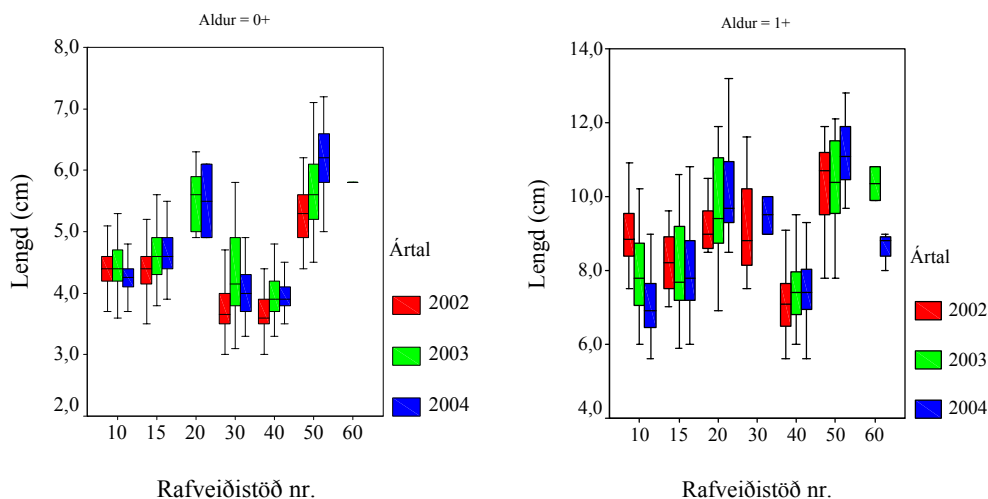 Aldur = 0+
Lengd (cm)
8,0
7,0
6,0
5,0
4,0
3,0
2,0
10 15 20 30 40 50 60
Rafveiðistöð nr.
Ártal
2002
2003
2004
Aldur = 1+
Lengd (cm)
14,0
12,0
10,0
8,0
6,0
4,0
10 15 20 30 40 50 60
Rafveiðistöð nr.
Ártal
2002
2003
2004